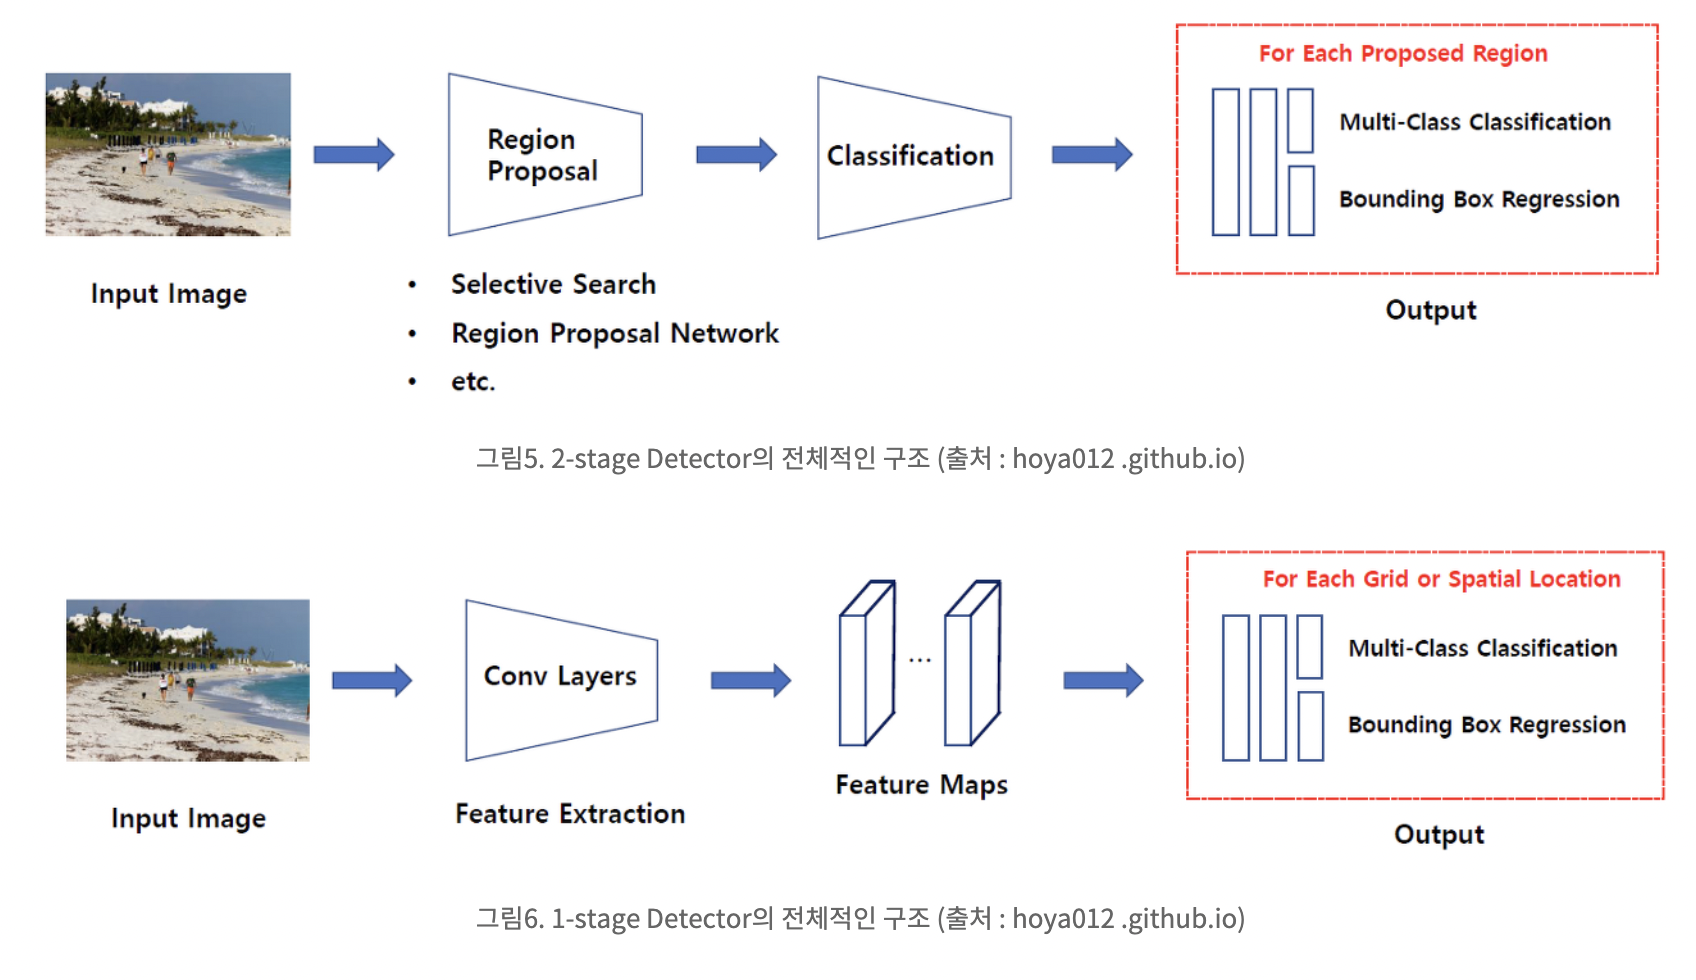 For Each Proposed Region
Region
Proposal
Classification
Multi-Class Classification
Bounding Box Regression
Input Image
• Selective Search
• Region Proposal Network
• etc.
Output
그림5. 2-stage Detector의 전체적인 구조 (출처 : hoya012 .github.io)
For Each Grid or Spatial Location
Conv Layers
...
Multi-Class Classification
Bounding Box Regression
Input Image
Feature Extraction
Feature Maps
Output
그림6. 1-stage Detector의 전체적인 구조 (출처 : hoya012 .github.io)